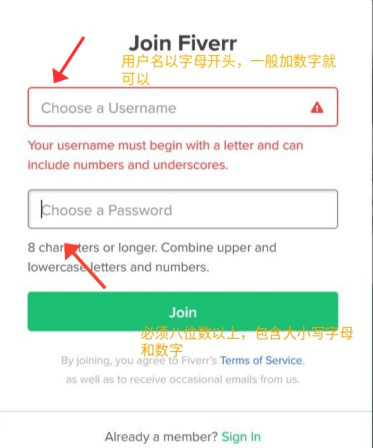 Join Fiverr
用户名以字母开头，一般加数字就
可以
Choose a Username
Your username must begin with a letter and can
include numbers and underscores.
Choose a Password
8 characters or longer. Combine upper and
lowercase letters and numbers.
Join
必须八位数以上，包含大小写字母
和数字
By joining, you agree to Fiverr's Terms of Service,
as well as to receive occasional emails from us.
Already a member? Sign In